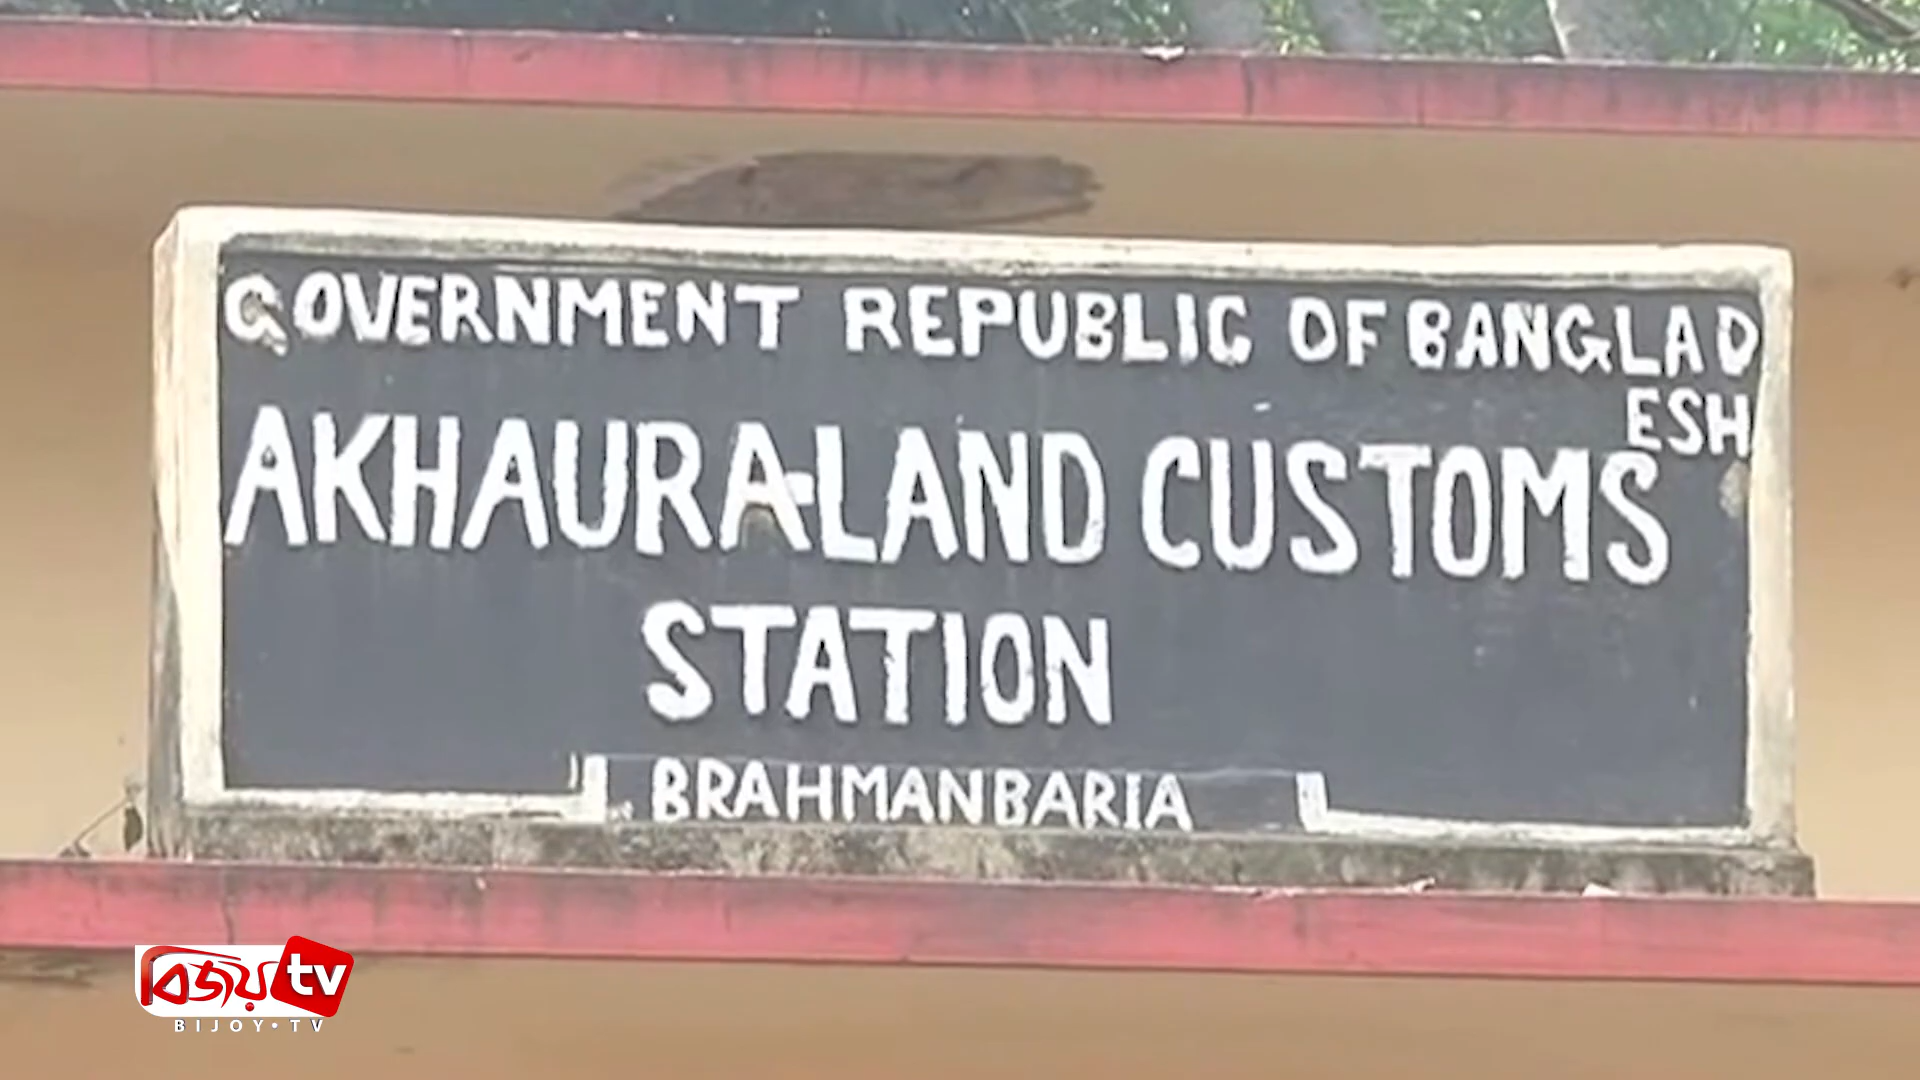 GOVERNMENT REPUBLIC OF BANGLAD
ESH
AKHAURA-LAND CUSTOMS
STATION
BRAHMANBARIA
বিজয় tv
BIJOY•TV